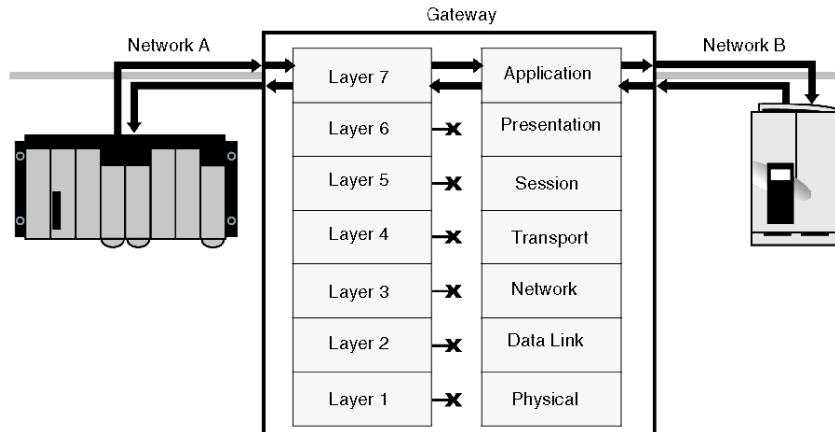 Gateway
Network A
Network B
Layer 7
Application
Layer 6
Presentation
Layer 5
Session
Layer 4
Transport
Layer 3
Network
Layer 2
Data Link
Layer 1
Physical